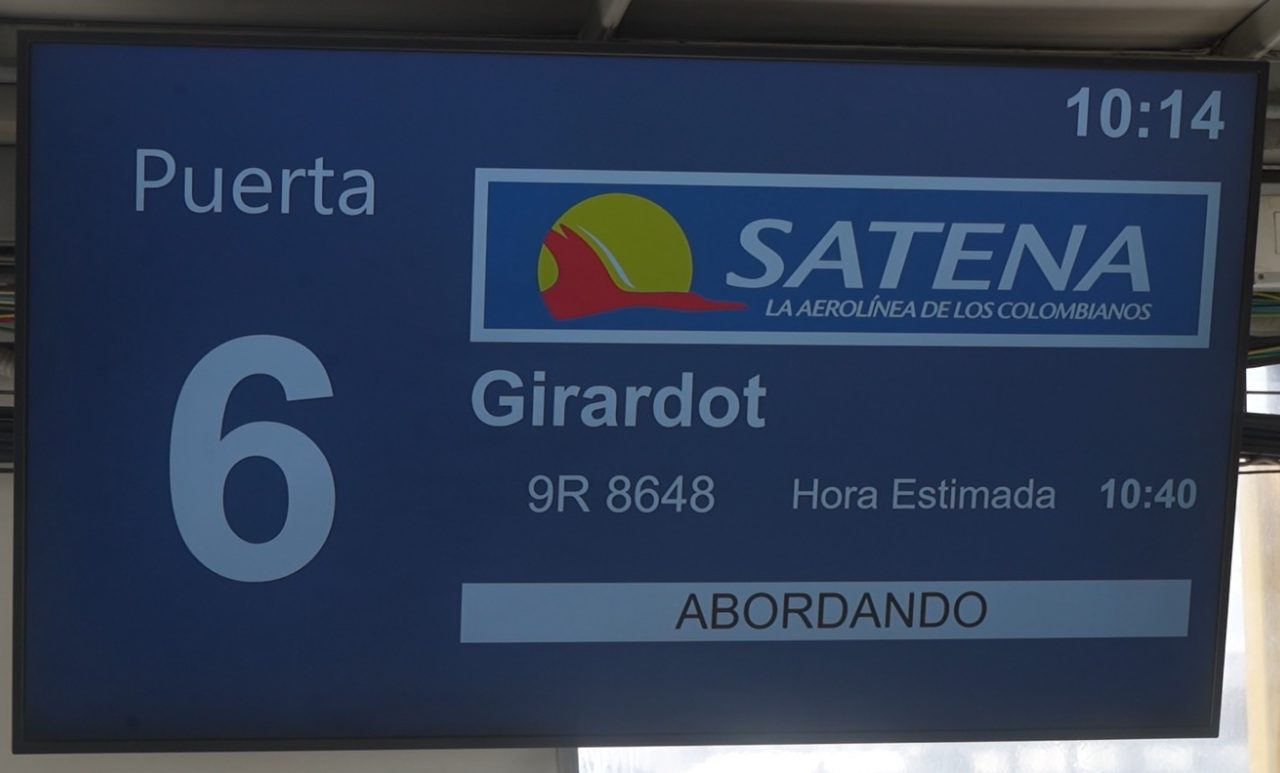 10:14
Puerta
6
SATENA
LA AEROLÍNEA DE LOS COLOMBIANOS
Girardot
9R 8648 Hora Estimada 10:40
ABORDANDO